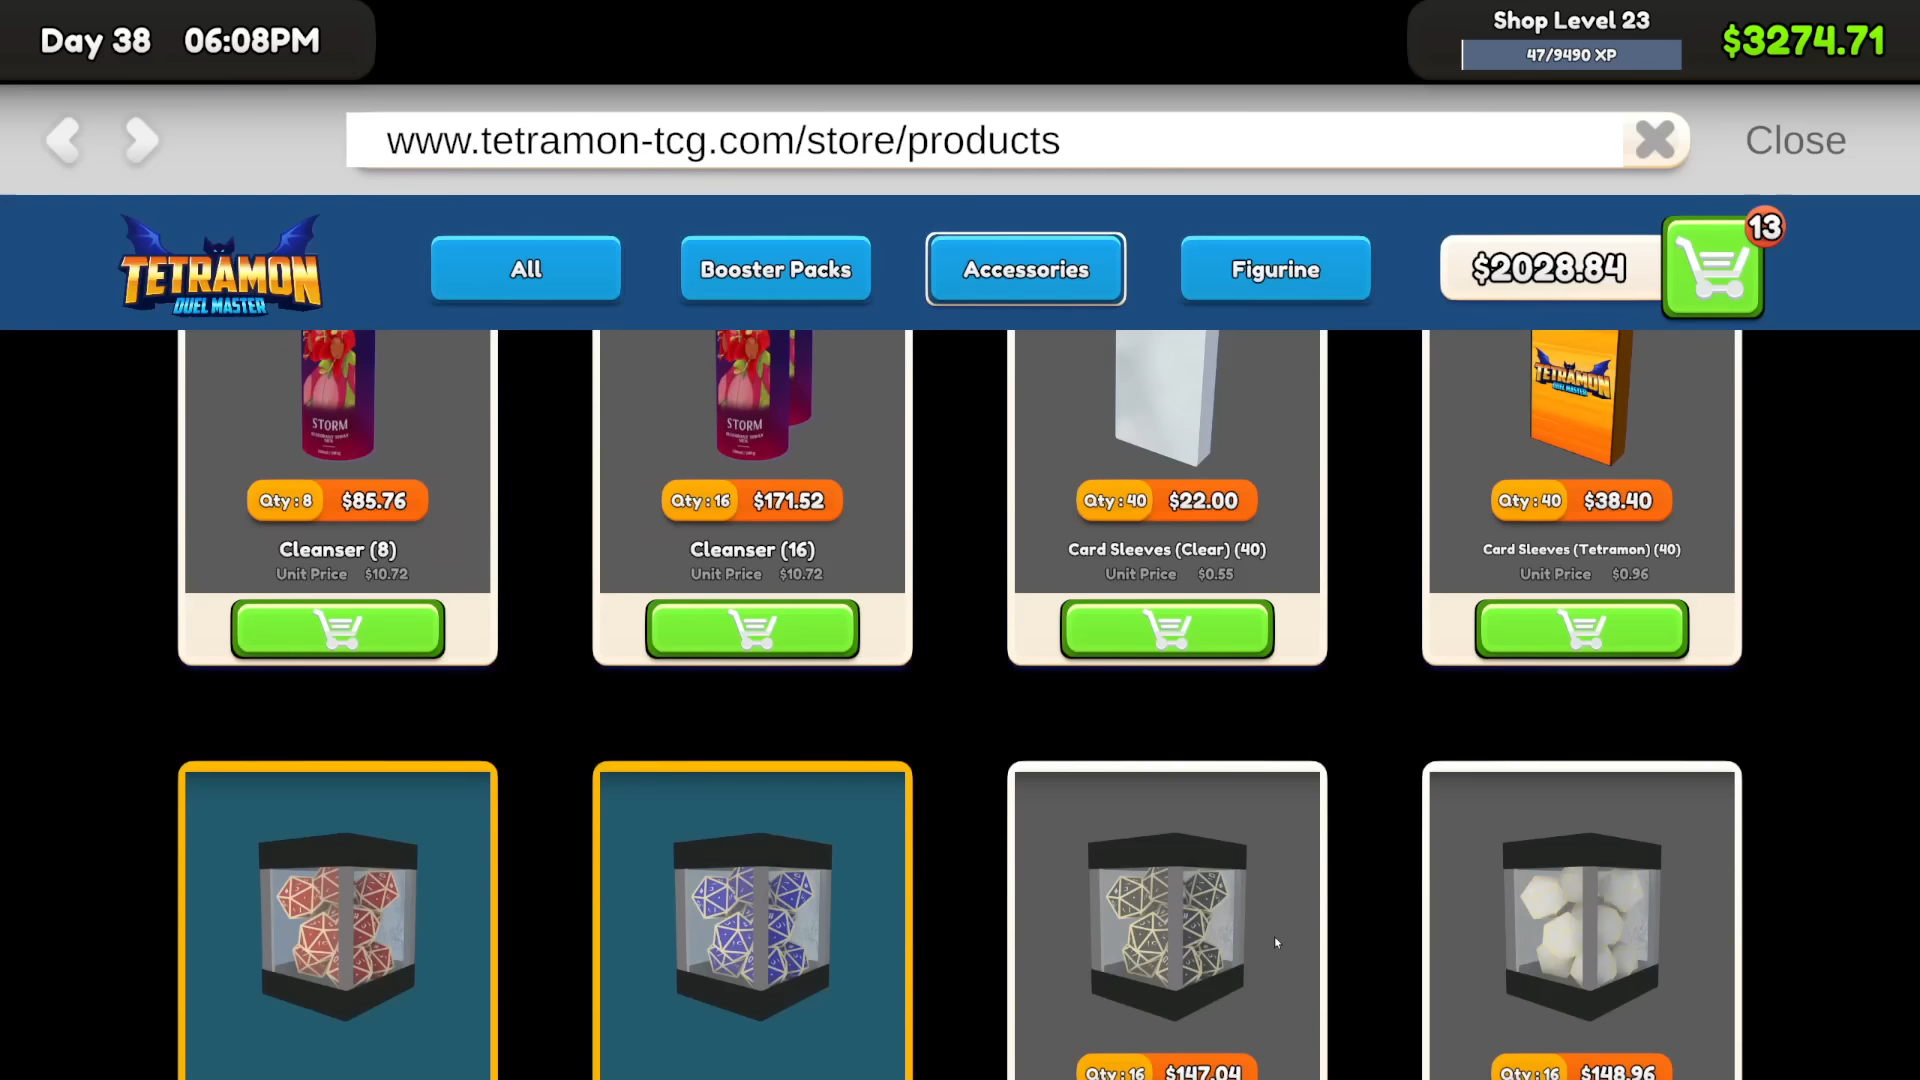 Day 38 06:08PM
Shop Level 23
47/9490 XP
$3274.71
www.tetramon-tcg.com/store/products
Close
TETRAMON
DUEL MASTER
All
Booster Packs
Accessories
Figurine
$2028.84
13
STORM
STORM
TETRAMON
DUEL MASTER
Qty : 8 $85.76
Cleanser (8)
Unit Price $10.72
Qty : 16 $171.52
Cleanser (16)
Unit Price $10.72
Qty : 40 $22.00
Card Sleeves (Clear) (40)
Unit Price $0.55
Qty : 40 $38.40
Card Sleeves (Tetramon) (40)
Unit Price $0.96
Qty : 16 $147.04
Qty : 16 $148.96